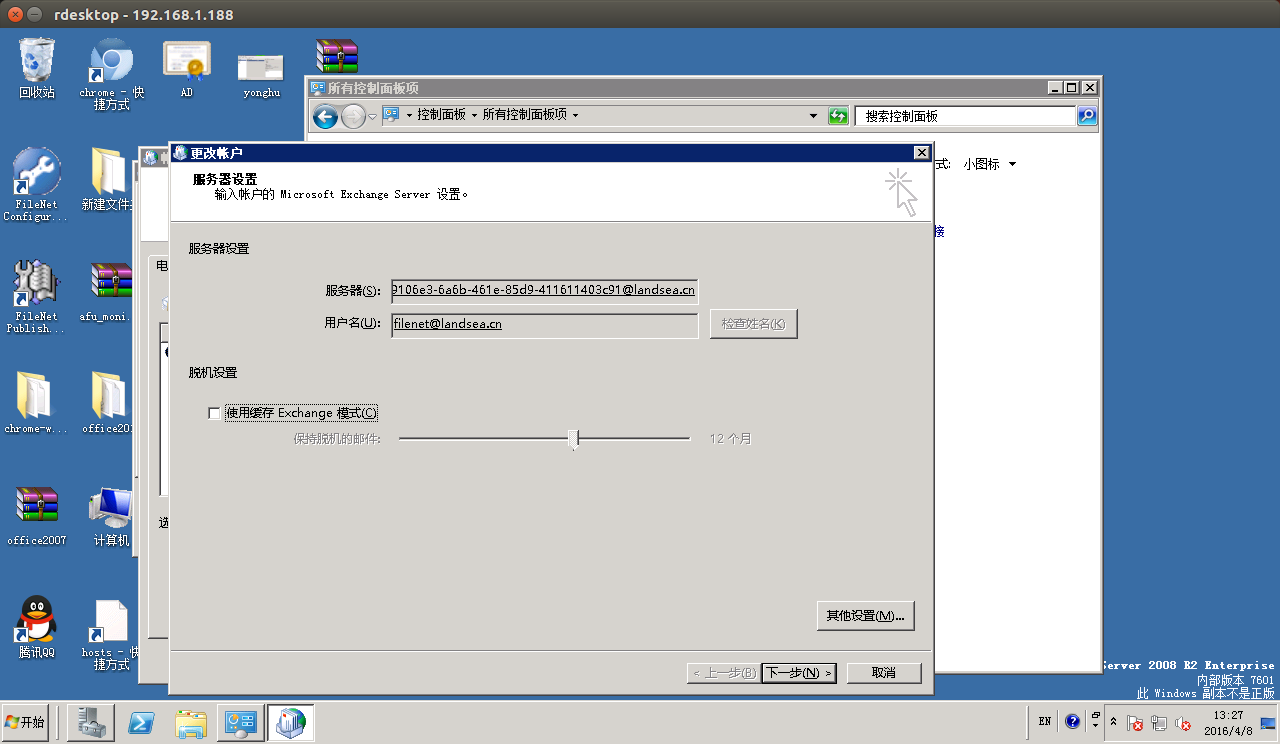 rdesktop - 192.168.1.188
回收站
chrome - 快
捷方式
AD
yonghu
所有控制面板项
控制面板
所有控制面板项
搜索控制面板
式:
小图标
接
更改帐户
服务器设置
输入帐户的 Microsoft Exchange Server 设置。
服务器设置
服务器(S):
9106e3-6a6b-461e-85d9-411611403c91@landsea.cn
用户名(U):
filenet@landsea.cn
检查姓名(K)
脱机设置
使用缓存 Exchange 模式(C)
保持脱机的邮件:
12 个月
其他设置(M)...
< 上一步(B)
下一步(N) >
取消
电
选
FileNet
Configur...
新建文件夹
FileNet
Publish...
afu_moni.
chrome-w...
office20
office2007
计算机
腾讯QQ
hosts - 快
捷方式
Server 2008 R2 Enterprise
内部版本 7601
此 Windows 副本不是正版
开始
EN
13:27
2016/4/8